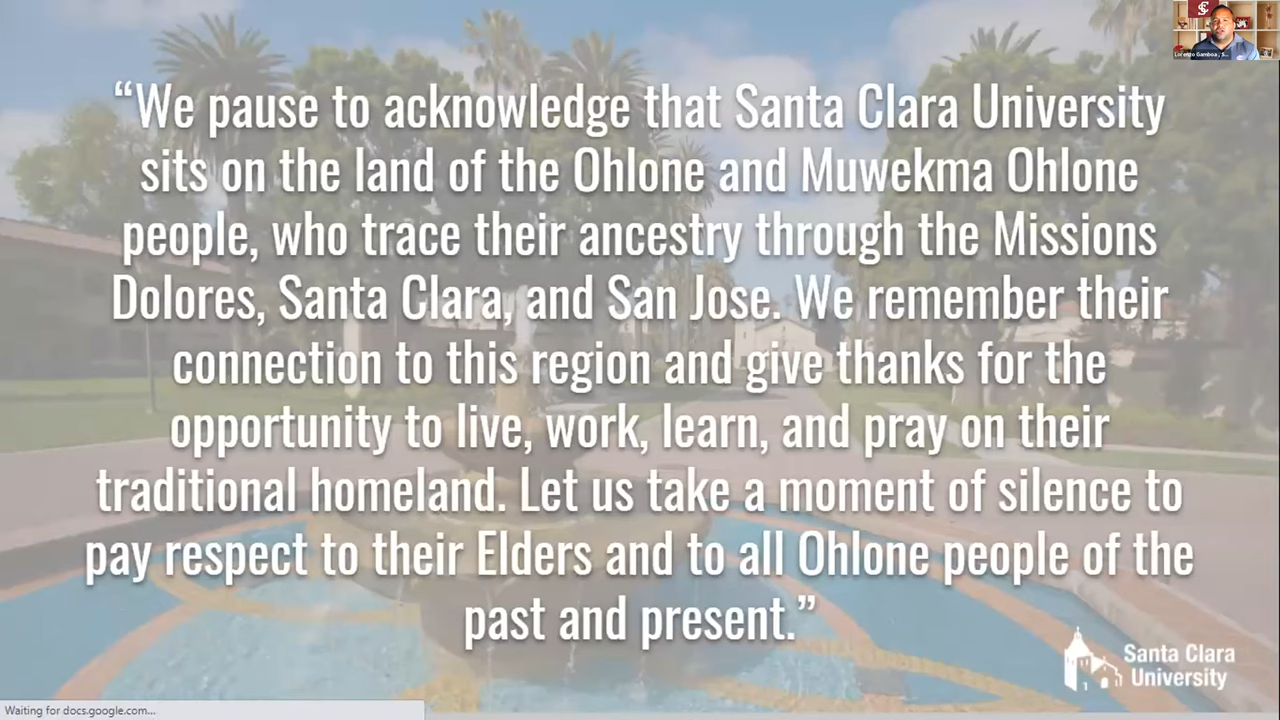 “We pause to acknowledge that Santa Clara University
sits on the land of the Ohlone and Muwekma Ohlone
people, who trace their ancestry through the Missions
Dolores, Santa Clara, and San Jose. We remember their
connection to this region and give thanks for the
opportunity to live, work, learn, and pray on their
traditional homeland. Let us take a moment of silence to
pay respect to their Elders and to all Ohlone people of the
past and present.”
Santa Clara
University
Waiting for docs.google.com...
Lorenzo Gamboa , S...